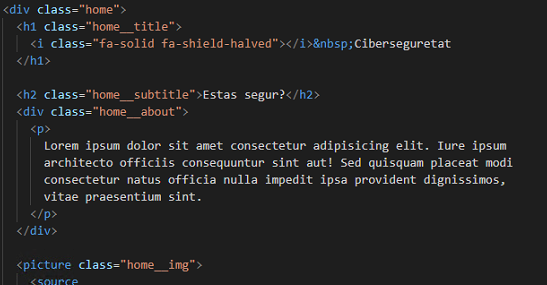 <div class="home">
<h1 class="home__title">
<i class="fa-solid fa-shield-halved"></i>&nbsp;Ciberseguretat
</h1>
<h2 class="home__subtitle">Estas segur?</h2>
<div class="home__about">
<p>
Lorem ipsum dolor sit amet consectetur adipisicing elit. Iure ipsum
architecto officiis consequuntur sint aut! Sed quisquam placeat modi
consectetur natus officia nulla impedit ipsa provident dignissimos,
vitae praesentium sint.
</p>
</div>
<picture class="home__img">
<source